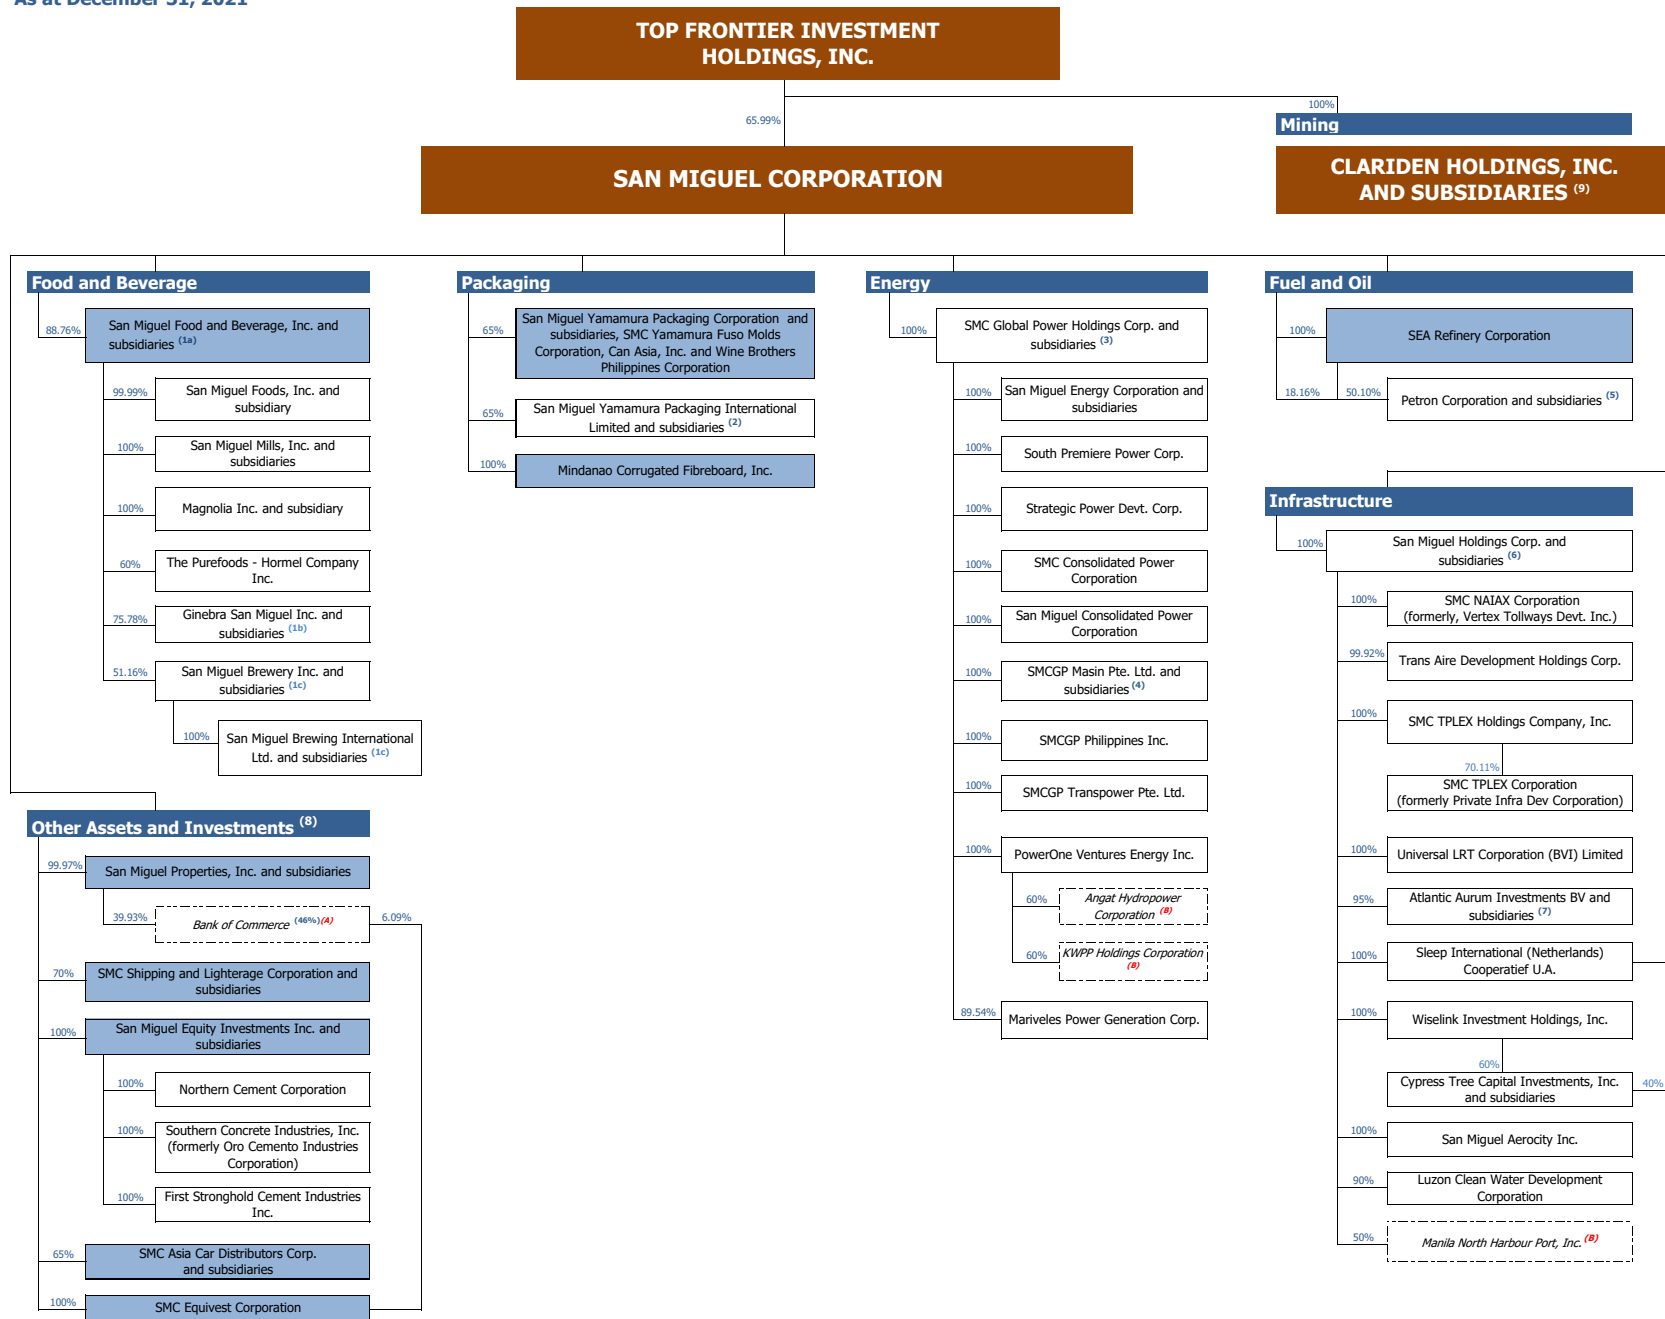 As at December 31, 2021
TOP FRONTIER INVESTMENT
HOLDINGS, INC.
65.99%
100%
Mining
SAN MIGUEL CORPORATION
CLARIDEN HOLDINGS, INC.
AND SUBSIDIARIES (9)
Food and Beverage
88.76%
San Miguel Food and Beverage, Inc. and
subsidiaries (1a)
99.99%
San Miguel Foods, Inc. and
subsidiary
100%
San Miguel Mills, Inc. and
subsidiaries
100%
Magnolia Inc. and subsidiary
60%
The Purefoods - Hormel Company
Inc.
75.78%
Ginebra San Miguel Inc. and
subsidiaries (1b)
51.16%
San Miguel Brewery Inc. and
subsidiaries (1c)
100%
San Miguel Brewing International
Ltd. and subsidiaries (1c)
Other Assets and Investments (8)
99.97%
San Miguel Properties, Inc. and subsidiaries
39.93%
Bank of Commerce (46%)(A)
6.09%
70%
SMC Shipping and Lighterage Corporation and
subsidiaries
100%
San Miguel Equity Investments Inc. and
subsidiaries
100%
Northern Cement Corporation
100%
Southern Concrete Industries, Inc.
(formerly Oro Cemento Industries
Corporation)
100%
First Stronghold Cement Industries
Inc.
65%
SMC Asia Car Distributors Corp.
and subsidiaries
100%
SMC Equivest Corporation
Packaging
65%
San Miguel Yamamura Packaging Corporation and
subsidiaries, SMC Yamamura Fuso Molds
Corporation, Can Asia, Inc. and Wine Brothers
Philippines Corporation
65%
San Miguel Yamamura Packaging International
Limited and subsidiaries (2)
100%
Mindanao Corrugated Fibreboard, Inc.
Energy
100%
SMC Global Power Holdings Corp. and
subsidiaries (3)
100%
San Miguel Energy Corporation and
subsidiaries
100%
South Premiere Power Corp.
100%
Strategic Power Devt. Corp.
100%
SMC Consolidated Power
Corporation
100%
San Miguel Consolidated Power
Corporation
100%
SMCGP Masin Pte. Ltd. and
subsidiaries (4)
100%
SMCGP Philippines Inc.
100%
SMCGP Transpower Pte. Ltd.
100%
PowerOne Ventures Energy Inc.
60%
Angat Hydropower
Corporation (B)
60%
KWPP Holdings Corporation
(B)
89.54%
Mariveles Power Generation Corp.
Fuel and Oil
100%
SEA Refinery Corporation
18.16%
50.10%
Petron Corporation and subsidiaries (5)
Infrastructure
100%
San Miguel Holdings Corp. and
subsidiaries (6)
100%
SMC NAIAX Corporation
(formerly, Vertex Tollways Devt. Inc.)
99.92%
Trans Aire Development Holdings Corp.
100%
SMC TPLEX Holdings Company, Inc.
70.11%
SMC TPLEX Corporation
(formerly Private Infra Dev Corporation)
100%
Universal LRT Corporation (BVI) Limited
95%
Atlantic Aurum Investments BV and
subsidiaries (7)
100%
Sleep International (Netherlands)
Cooperatief U.A.
100%
Wiselink Investment Holdings, Inc.
60%
Cypress Tree Capital Investments, Inc.
and subsidiaries
40%
100%
San Miguel Aerocity Inc.
90%
Luzon Clean Water Development
Corporation
50%
Manila North Harbour Port, Inc. (B)